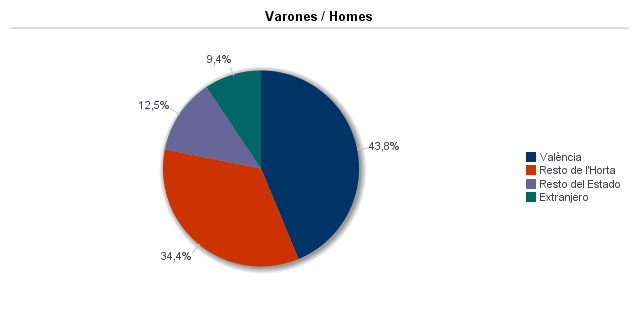 Varones / Homes
9,4%
12,5%
43,8%
34,4%
València
Resto de l'Horta
Resto del Estado
Extranjero